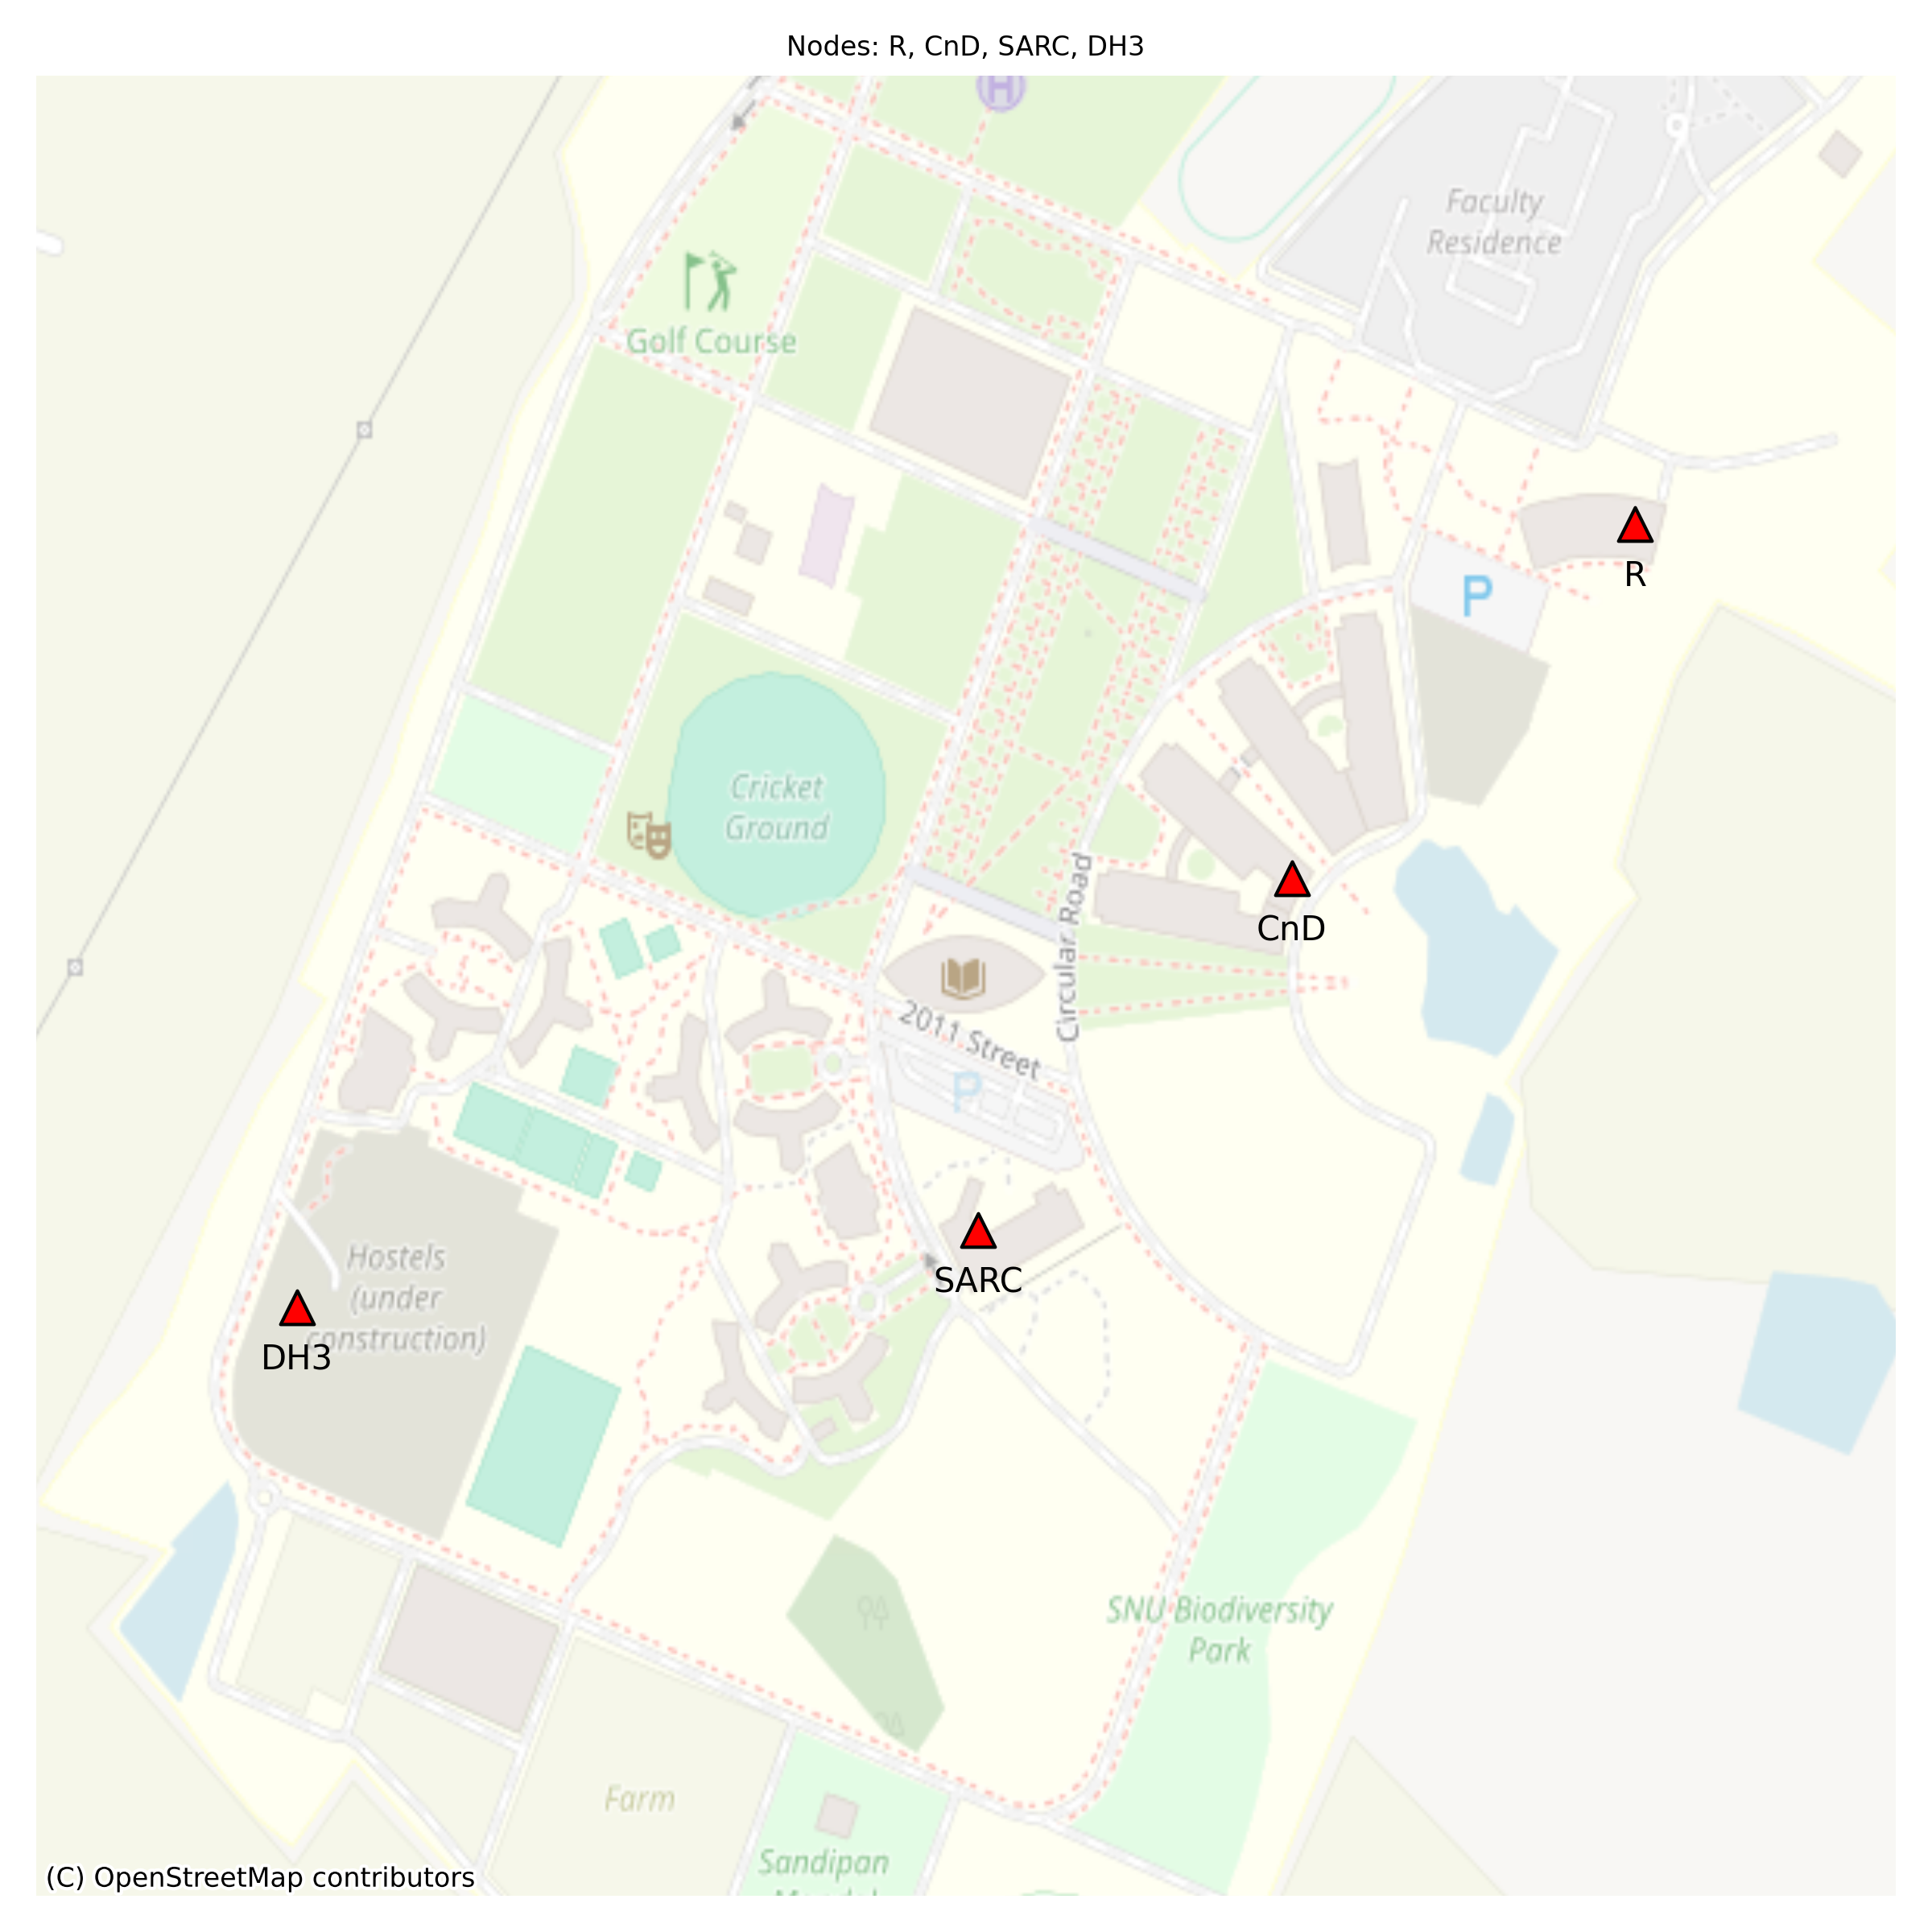 Nodes: R, CnD, SARC, DH3
H
Faculty
Residence
Golf Course
R
P
Cricket
Ground
CnD
Circular Road
2011 Street
P
SARC
Hostels
(under
construction)
DH3
SNU Biodiversity
Park
Farm
Sandipan
(C) OpenStreetMap contributors